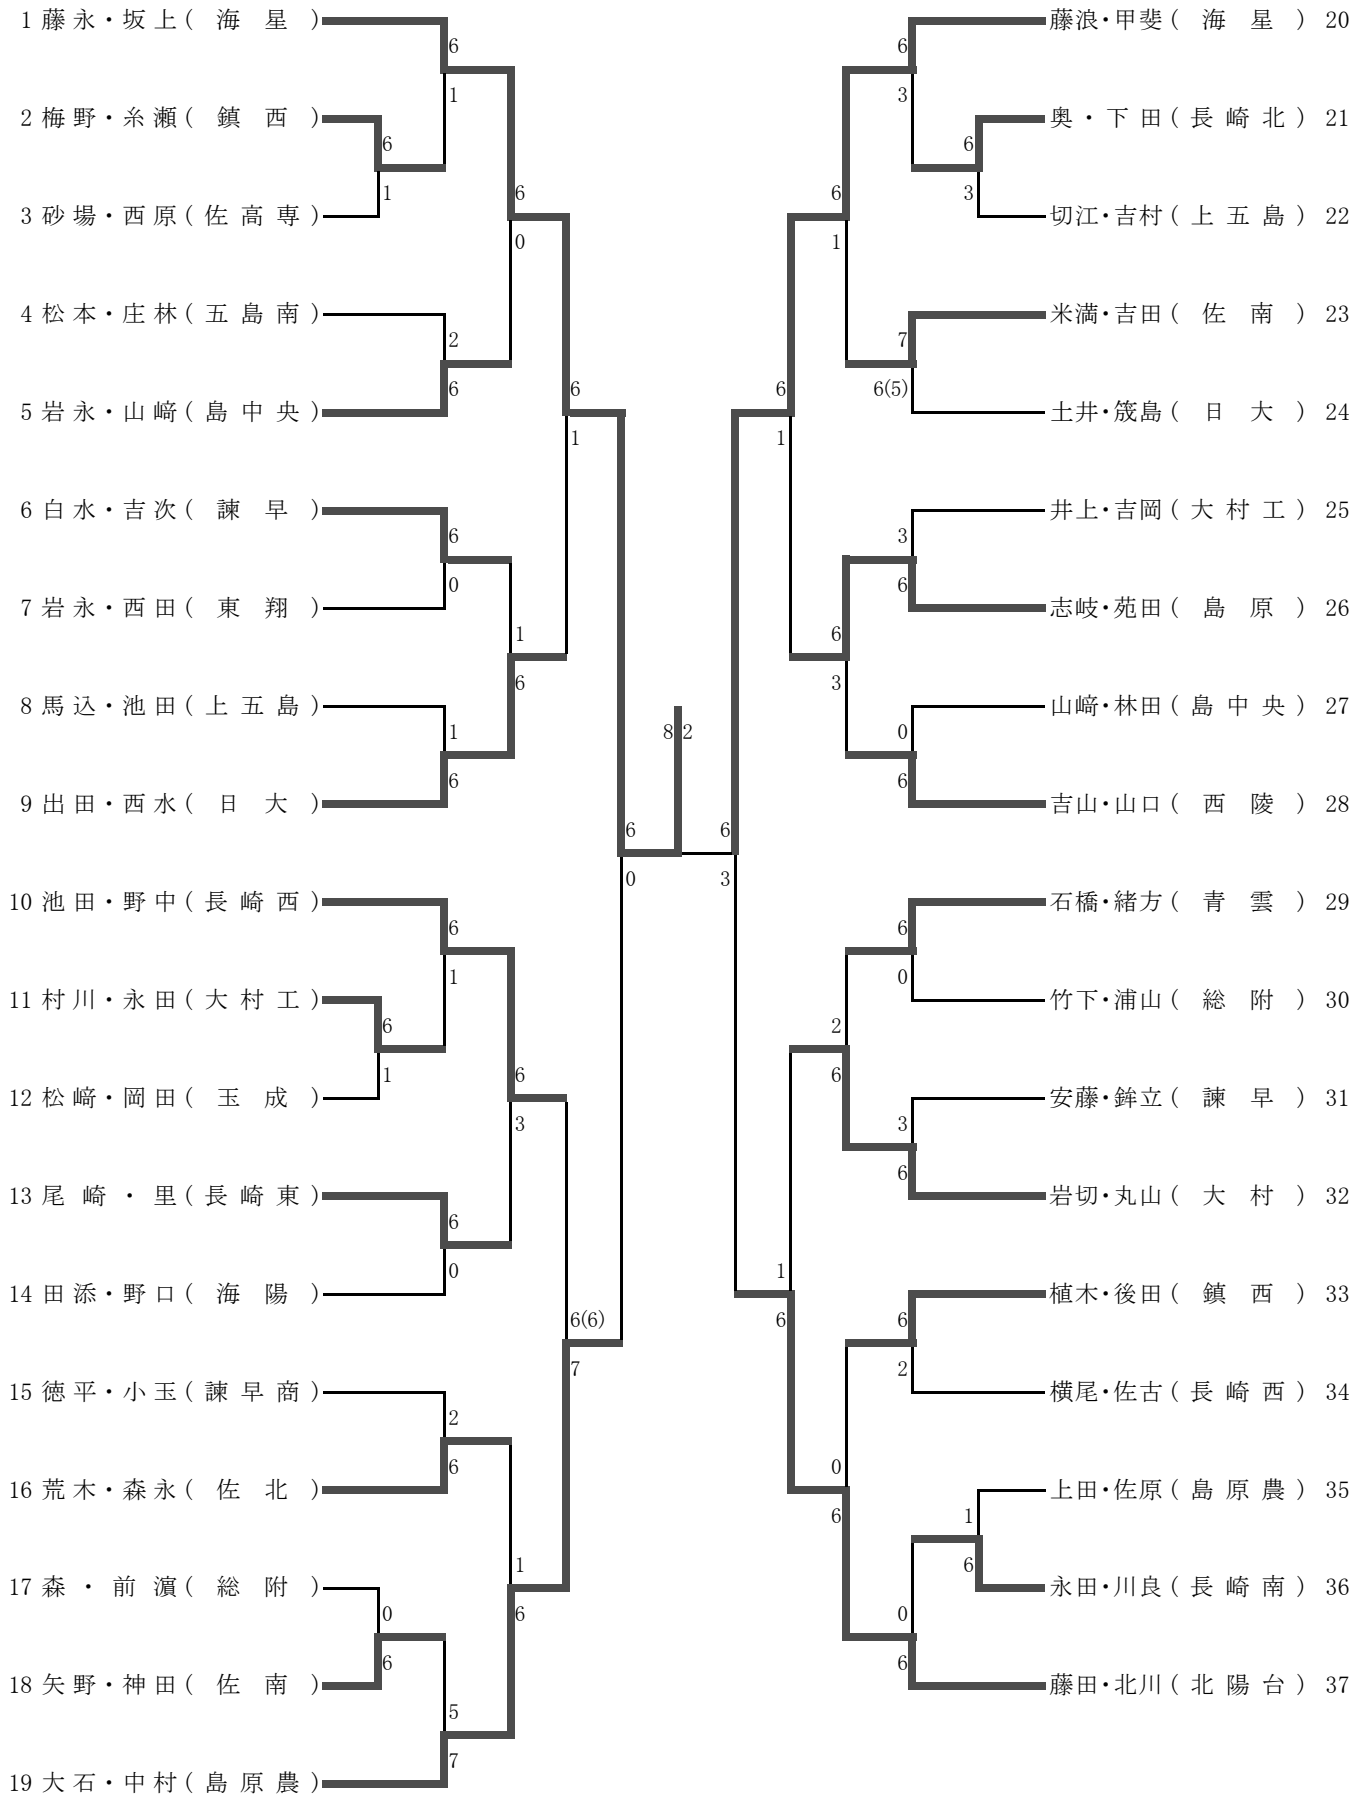 1 藤永・坂上(海星)
6
1
2 梅野・糸瀬(鎮西)
6
1
3 砂場・西原(佐高専)
6
0
4 松本・庄林(五島南)
2
6
5 岩永・山﨑(島中央)
6
1
6 白水・吉次(諫早)
6
0
7 岩永・西田(東翔)
1
6
8 馬込・池田(上五島)
1
6
9 出田・西水(日大)
6
0
10 池田・野中(長崎西)
6
1
11 村川・永田(大村工)
6
1
12 松﨑・岡田(玉成)
6
3
13 尾崎・里(長崎東)
6
0
14 田添・野口(海陽)
6(6)
7
15 徳平・小玉(諫早商)
2
6
16 荒木・森永(佐北)
1
6
17 森・前濵(総附)
0
6
18 矢野・神田(佐南)
5
7
19 大石・中村(島原農)
8 2
藤浪・甲斐(海星) 20
6
3
奥・下田(長崎北) 21
6
3
切江・吉村(上五島) 22
6
1
米満・吉田(佐南) 23
7
6(5)
土井・筬島(日大) 24
6
1
井上・吉岡(大村工) 25
3
6
志岐・苑田(島原) 26
6
3
山﨑・林田(島中央) 27
0
6
吉山・山口(西陵) 28
6
3
石橋・緒方(青雲) 29
6
0
竹下・浦山(総附) 30
2
6
安藤・鉾立(諫早) 31
3
6
岩切・丸山(大村) 32
1
6
植木・後田(鎮西) 33
6
2
横尾・佐古(長崎西) 34
0
6
上田・佐原(島原農) 35
1
6
永田・川良(長崎南) 36
0
6
藤田・北川(北陽台) 37